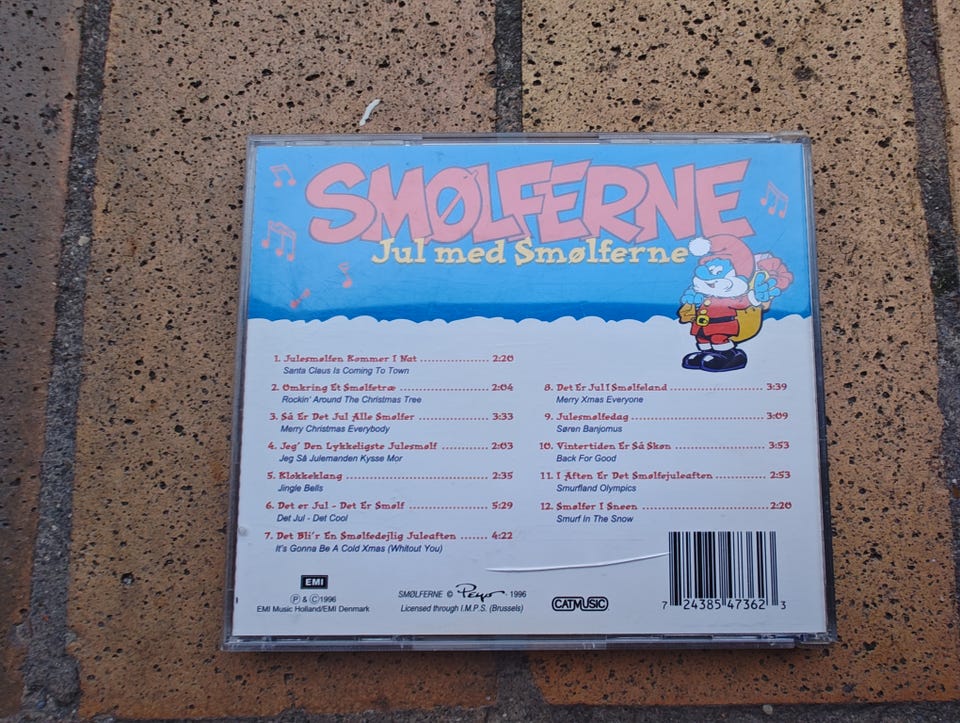 SMØLFERNE
Jul med Smølferne
1. Julesmølfen Kommer I Nat ................ 2:20
Santa Claus Is Coming To Town
2. Omkring Et Smølfetræ ..................... 2:04
Rockin' Around The Christmas Tree
3. Så Er Det Jul Alle Smølfer ................ 3:33
Merry Christmas Everybody
4. Jeg' Den Lykkeligste Julesmølf ........... 2:03
Jeg Så Julemanden Kysse Mor
5. Klokkeklang ................................ 2:35
Jingle Bells
6. Det er Jul - Det Er Smølf .................. 5:29
Det Jul - Det Cool
7. Det Bli'r En Smølfedejlig Juleaften ...... 4:22
It's Gonna Be A Cold Xmas (Whitout You)
8. Det Er Jul I Smølfeland .................... 3:39
Merry Xmas Everyone
9. Julesmølfedag .............................. 3:09
Søren Banjomus
10. Vintertiden Er Så Skøn .................. 3:53
Back For Good
11. I Aften Er Det Smølfejuleaften .......... 2:53
Smurfland Olympics
12. Smølfer I Sneen ........................... 2:20
Smurf In The Snow
EMI
℗ & ©1996
EMI Music Holland/EMI Denmark
SMØLFERNE © Peyo 1996
Licensed through I.M.P.S. (Brussels)
CATMUSIC
7 24385 47362 3